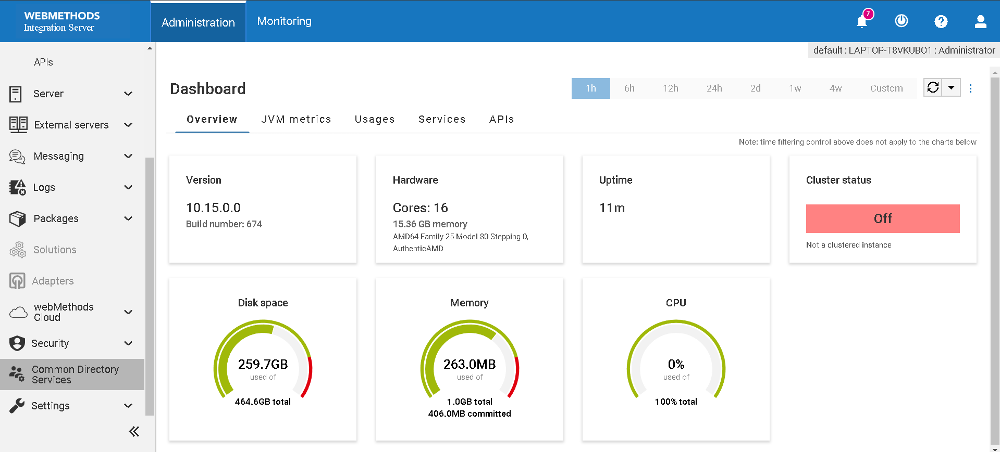 WEBMETHODS
Integration Server
Administration
Monitoring
7
default : LAPTOP-T8VKUBO1 : Administrator
APIs
Server
External servers
Messaging
Logs
Packages
Solutions
Adapters
webMethods
Cloud
Security
Common Directory
Services
Settings
Dashboard
1h 6h 12h 24h 2d 1w 4w Custom
Overview JVM metrics Usages Services APIs
Note: time filtering control above does not apply to the charts below
Version
10.15.0.0
Build number: 674
Hardware
Cores: 16
15.36 GB memory
AMD64 Family 25 Model 80 Stepping 0,
AuthenticAMD
Uptime
11m
Cluster status
Off
Not a clustered instance
Disk space
259.7GB
used of
464.6GB total
Memory
263.0MB
used of
1.0GB total
406.0MB committed
CPU
0%
used of
100% total